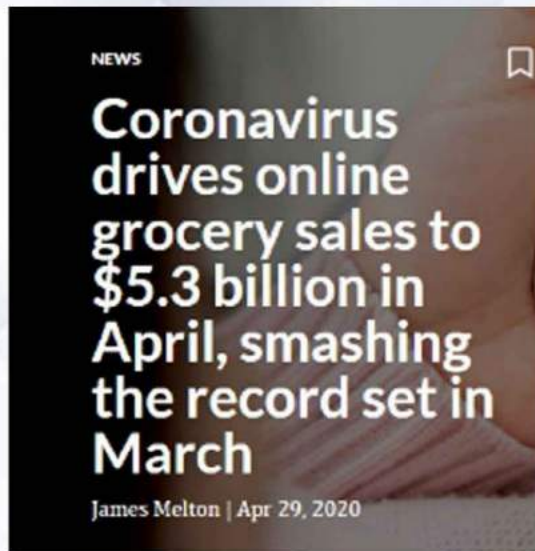 NEWS
Coronavirus
drives online
grocery sales to
$5.3 billion in
April, smashing
the record set in
March
James Melton | Apr 29, 2020